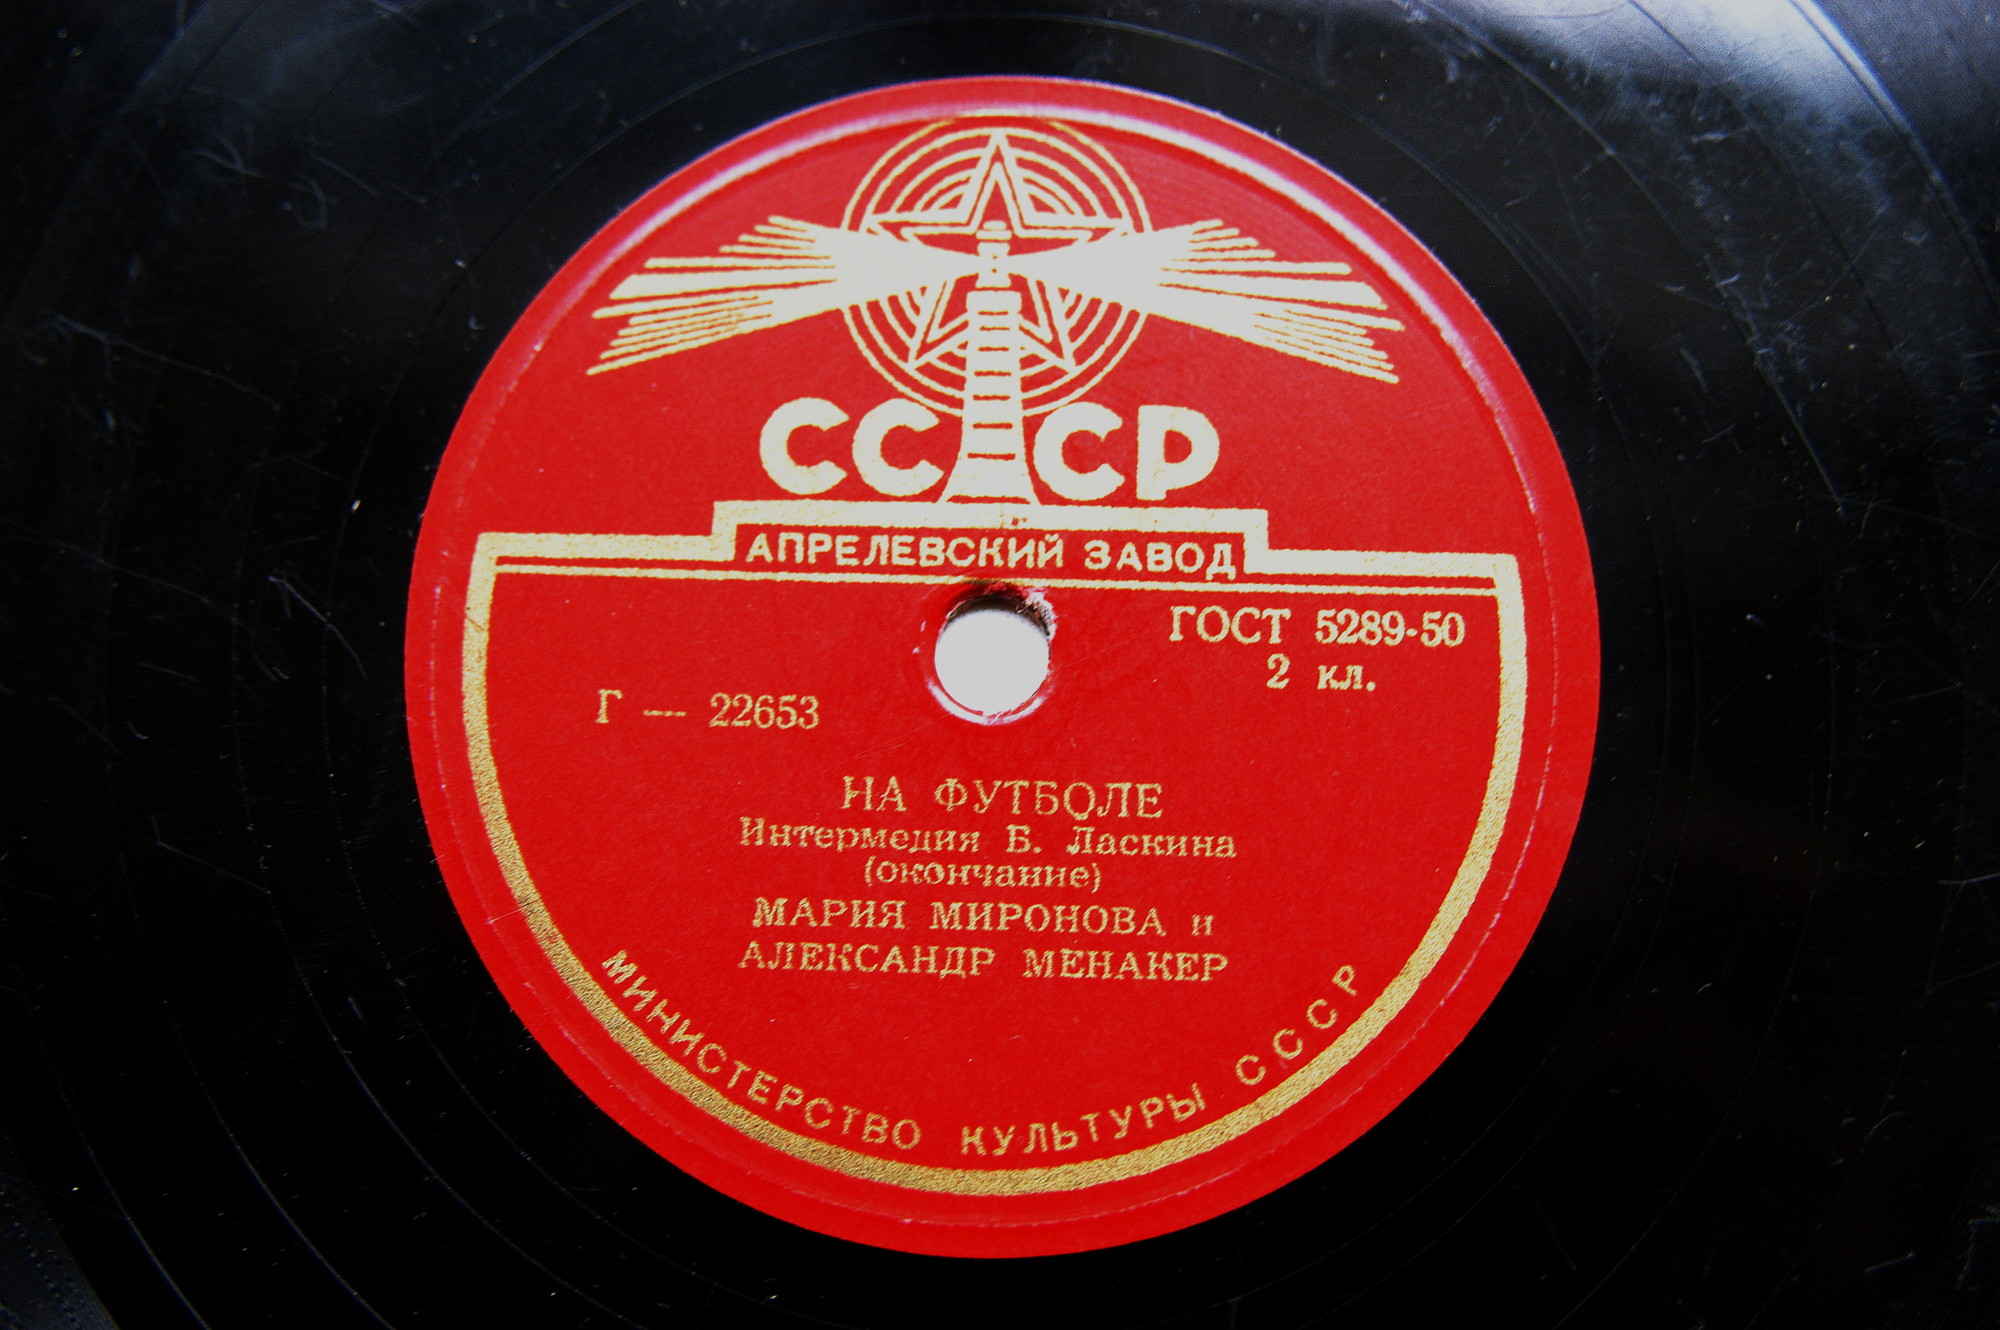 СССР
АПРЕЛЕВСКИЙ ЗАВОД
ГОСТ 5289-50
2 кл.
Г — 22653
НА ФУТБОЛЕ
Интермедия Б. Ласкина
(окончание)
МАРИЯ МИРОНОВА и
АЛЕКСАНДР МЕНАКЕР
МИНИСТЕРСТВО КУЛЬТУРЫ СССР